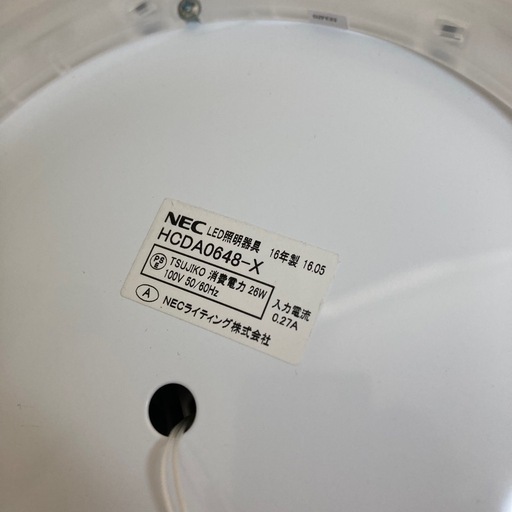 NEC LED照明器具 16年製 16.05
HCDA0648-X
PS E TSUJIKO 消費電力 26W
100V 50/60Hz
入力電流
0.27A
A NECライティング株式会社